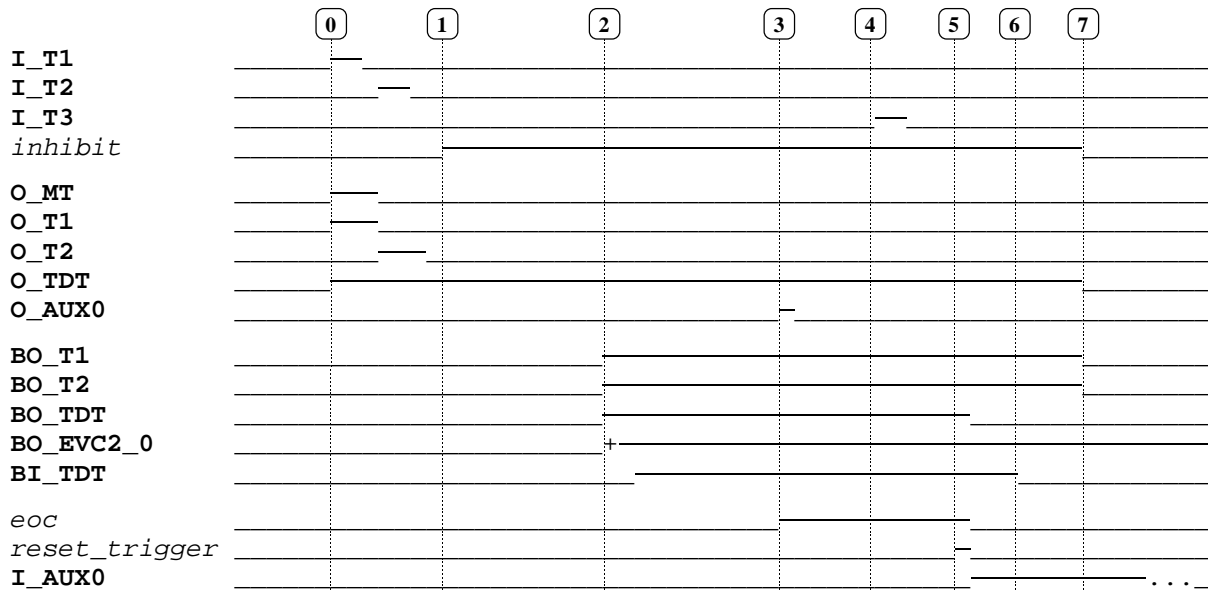 0 1 2 3 4 5 6 7
I_T1
I_T2
I_T3
inhibit
O_MT
O_T1
O_T2
O_TDT
O_AUX0
BO_T1
BO_T2
BO_TDT
BO_EVC2_0 +
BI_TDT
eoc
reset_trigger
I_AUX0 ...